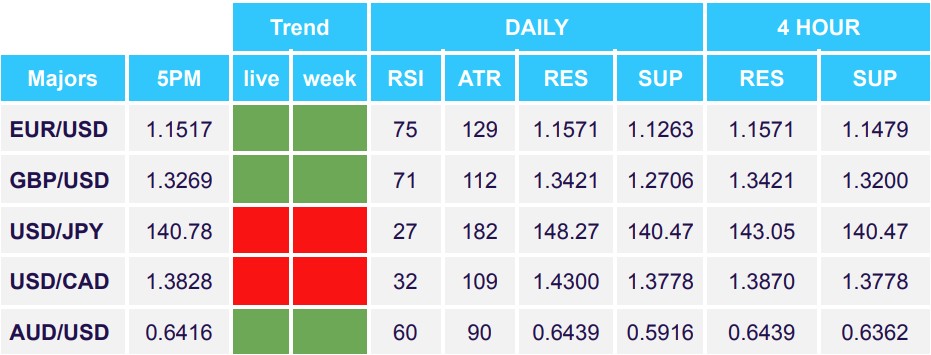 Trend DAILY 4 HOUR
Majors 5PM live week RSI ATR RES SUP RES SUP
EUR/USD 1.1517 75 129 1.1571 1.1263 1.1571 1.1479
GBP/USD 1.3269 71 112 1.3421 1.2706 1.3421 1.3200
USD/JPY 140.78 27 182 148.27 140.47 143.05 140.47
USD/CAD 1.3828 32 109 1.4300 1.3778 1.3870 1.3778
AUD/USD 0.6416 60 90 0.6439 0.5916 0.6439 0.6362